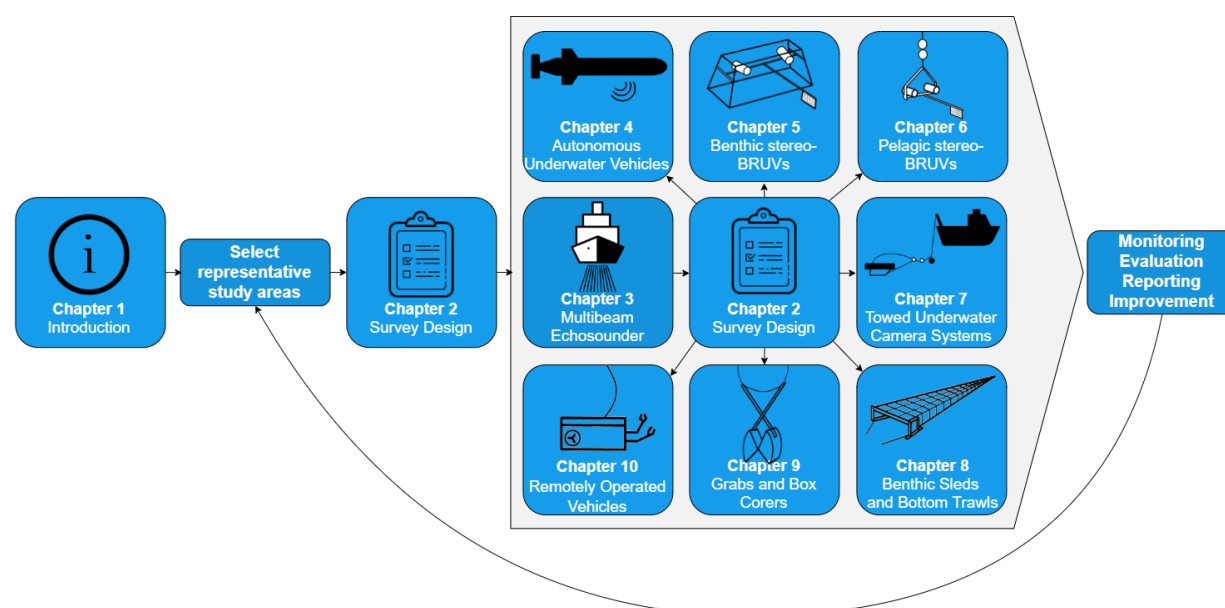 Chapter 1
Introduction
Select
representative
study areas
Chapter 2
Survey Design
Chapter 4
Autonomous
Underwater Vehicles
Chapter 5
Benthic stereo-
BRUVs
Chapter 6
Pelagic stereo-
BRUVs
Chapter 3
Multibeam
Echosounder
Chapter 2
Survey Design
Chapter 7
Towed Underwater
Camera Systems
Chapter 10
Remotely Operated
Vehicles
Chapter 9
Grabs and Box
Corers
Chapter 8
Benthic Sleds
and Bottom Trawls
Monitoring
Evaluation
Reporting
Improvement